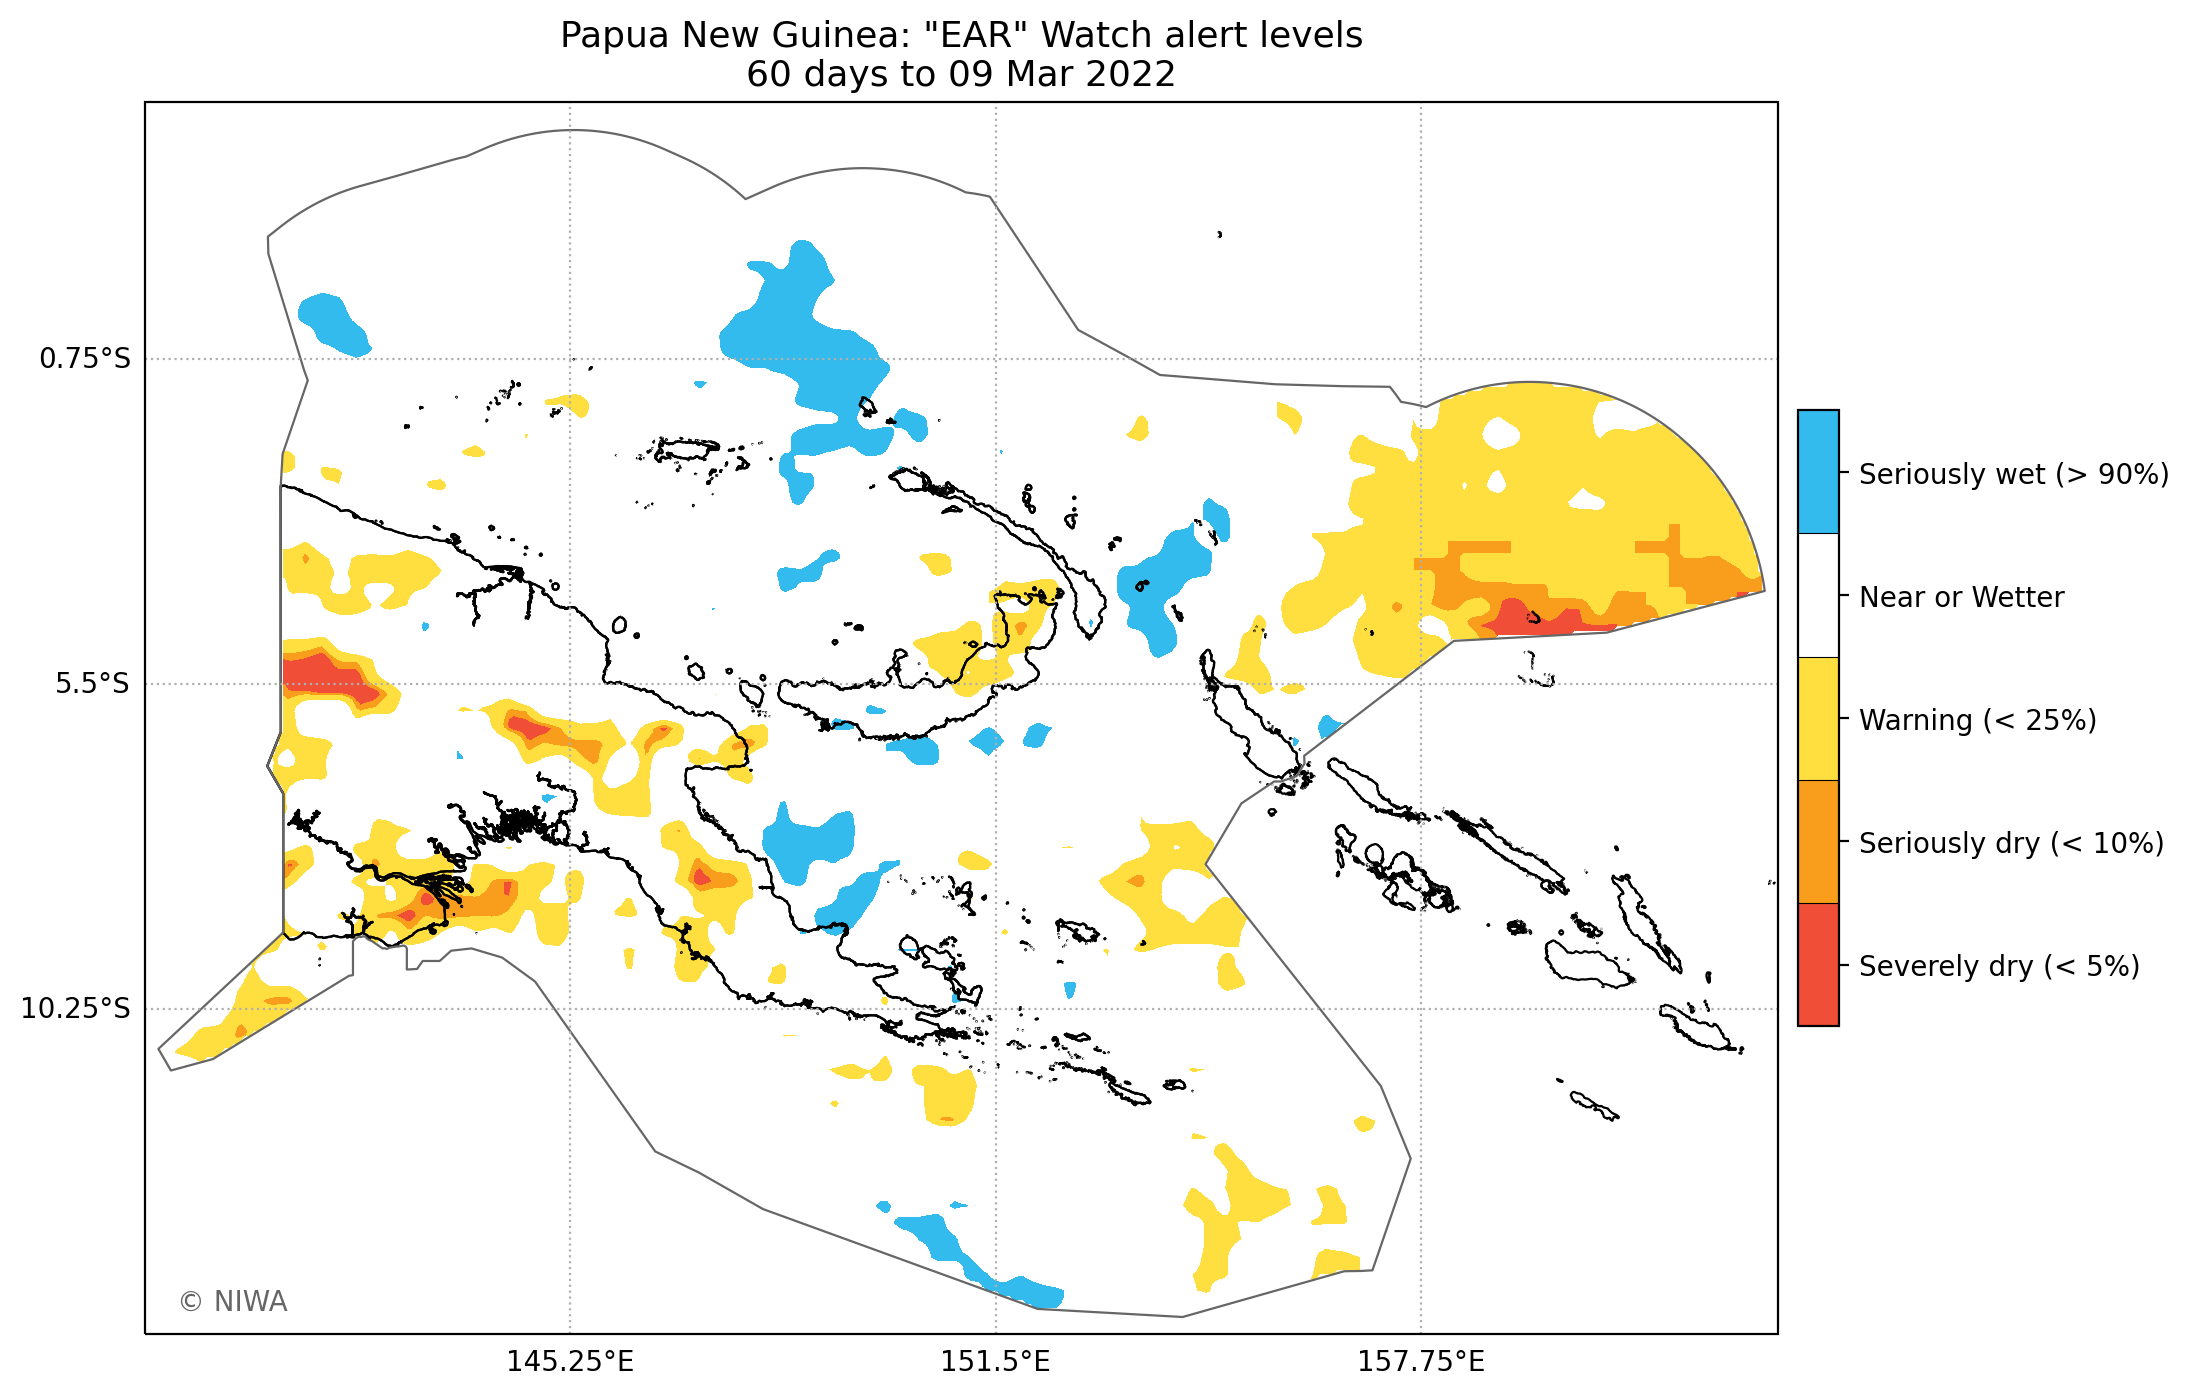 Papua New Guinea: "EAR" Watch alert levels
60 days to 09 Mar 2022
0.75°S
5.5°S
10.25°S
145.25°E
151.5°E
157.75°E
Seriously wet (> 90%)
Near or Wetter
Warning (< 25%)
Seriously dry (< 10%)
Severely dry (< 5%)
© NIWA